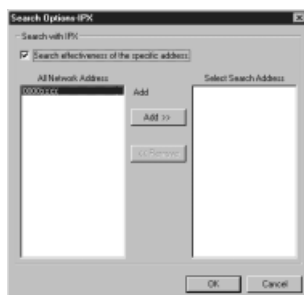 Search Options-IPX
Search with IPX
Search effectiveness of the specific address
All Network Address
Add
Select Search Address
Add >>
<< Remove
OK
Cancel